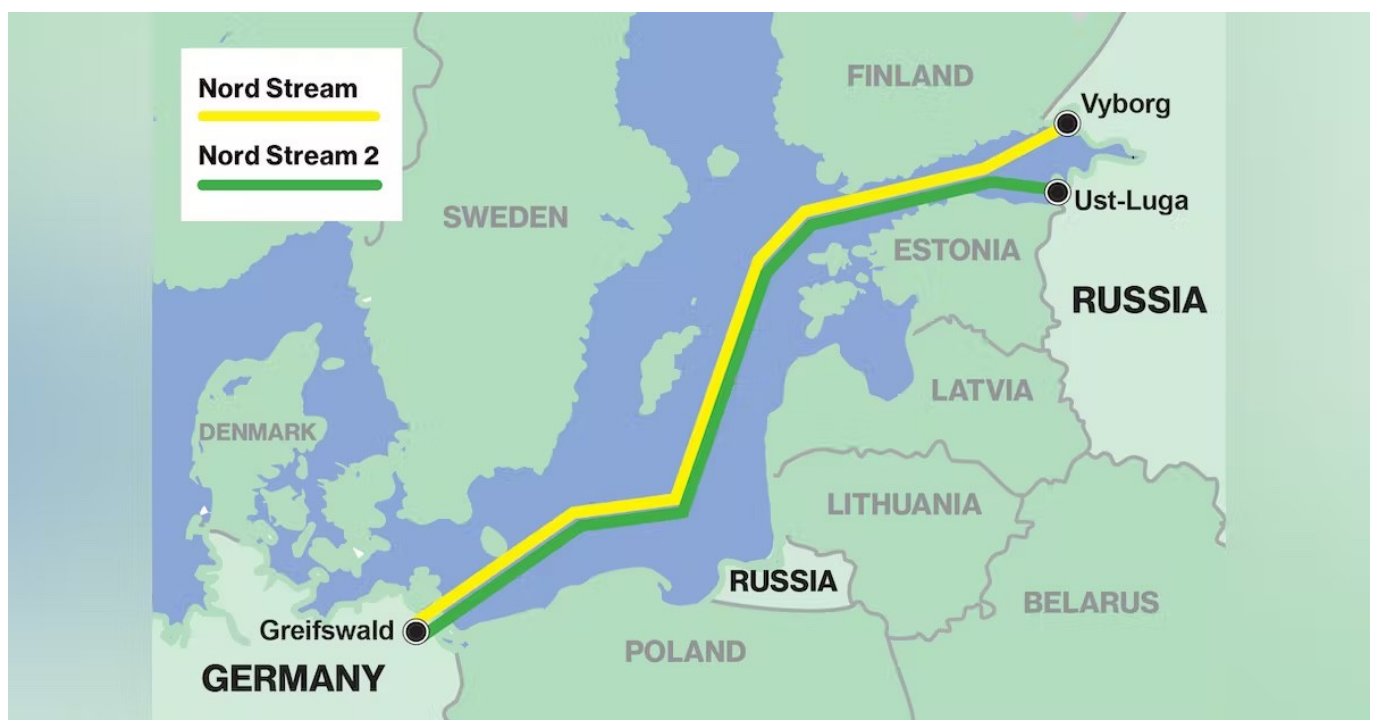 Nord Stream
Nord Stream 2
FINLAND
Vyborg
SWEDEN
Ust-Luga
ESTONIA
RUSSIA
LATVIA
DENMARK
LITHUANIA
RUSSIA
BELARUS
Greifswald
POLAND
GERMANY